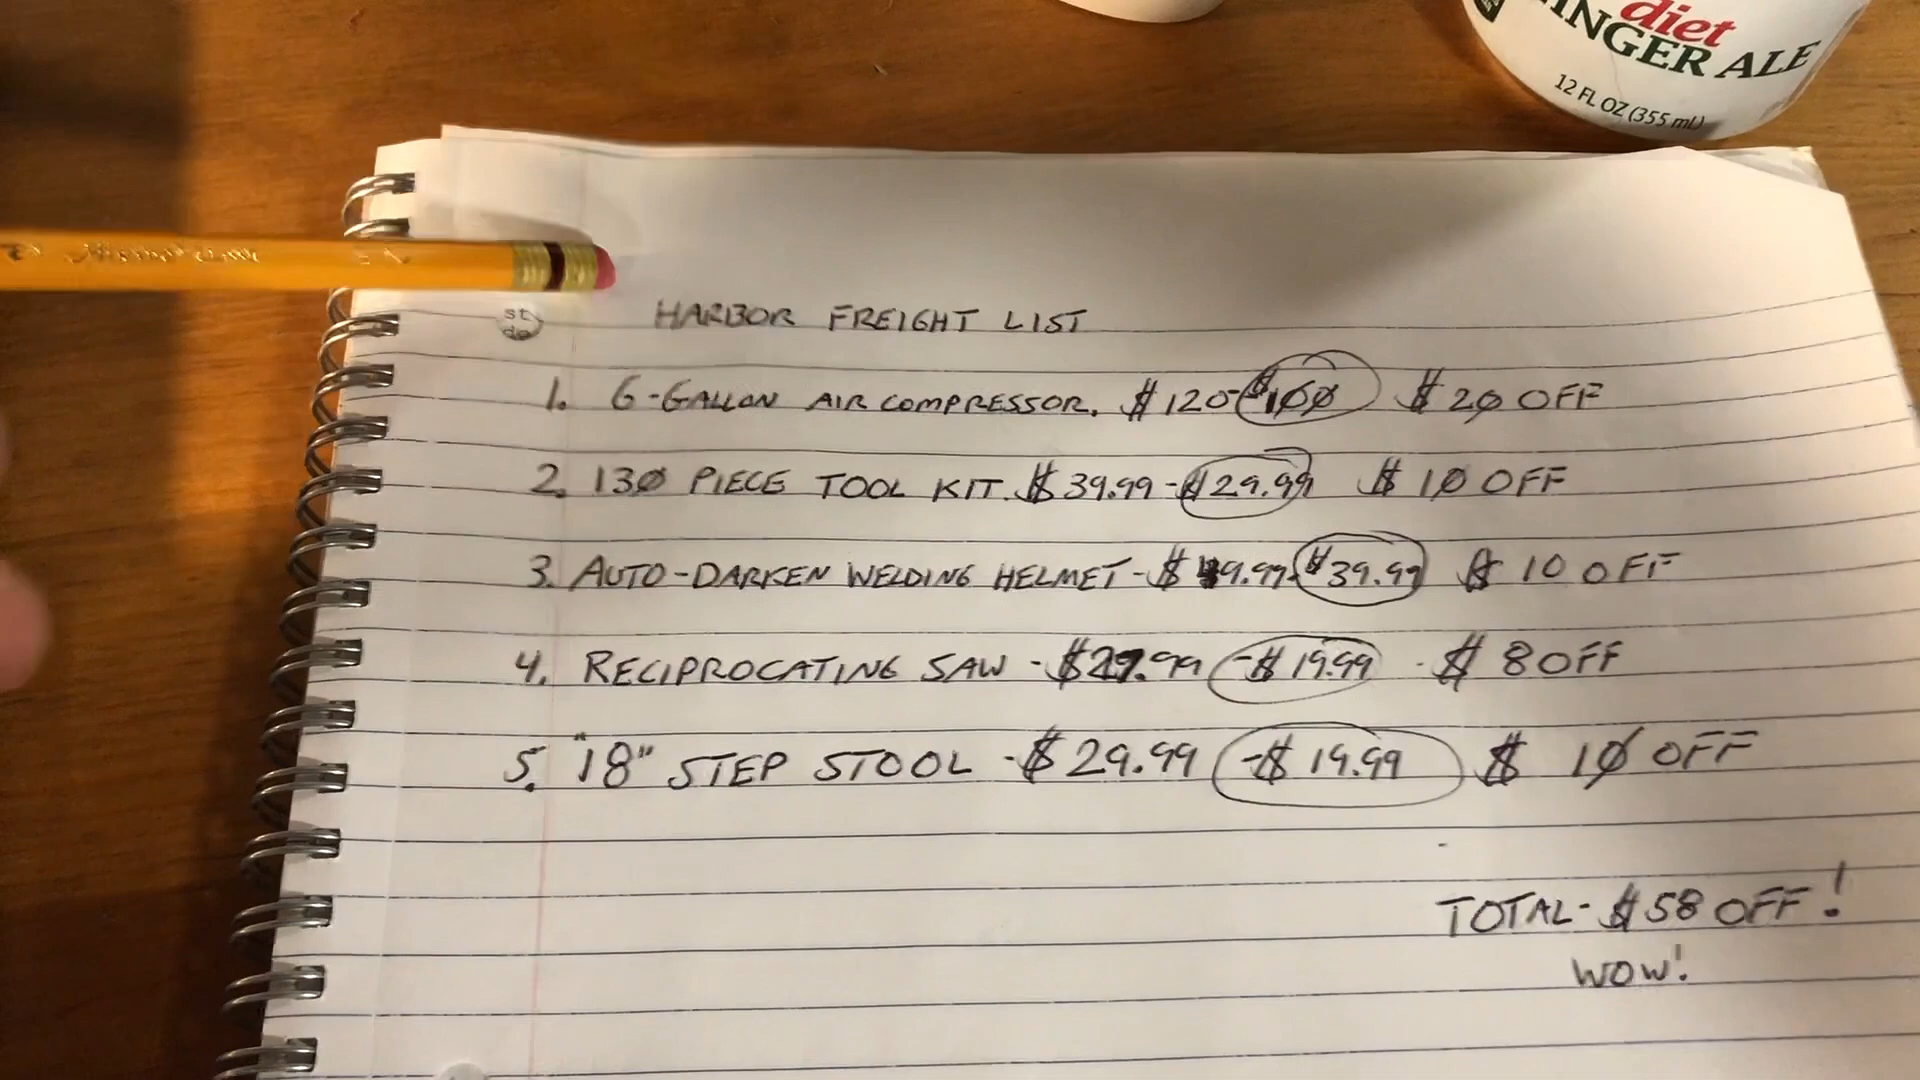 diet
GINGER ALE
12 FL OZ (355 mL)
HARBOR FREIGHT LIST
1. 6-GALLON AIR COMPRESSOR. $120-$100 $20 OFF
2. 130 PIECE TOOL KIT. $39.99-$29.99 $10 OFF
3. AUTO-DARKEN WELDING HELMET-$49.99-$39.99 $10 OFF
4. RECIPROCATING SAW -$27.99 -$19.99 -$8 OFF
5. "18" STEP STOOL -$29.99 -$19.99 $10 OFF
TOTAL-$58 OFF!
WOW!